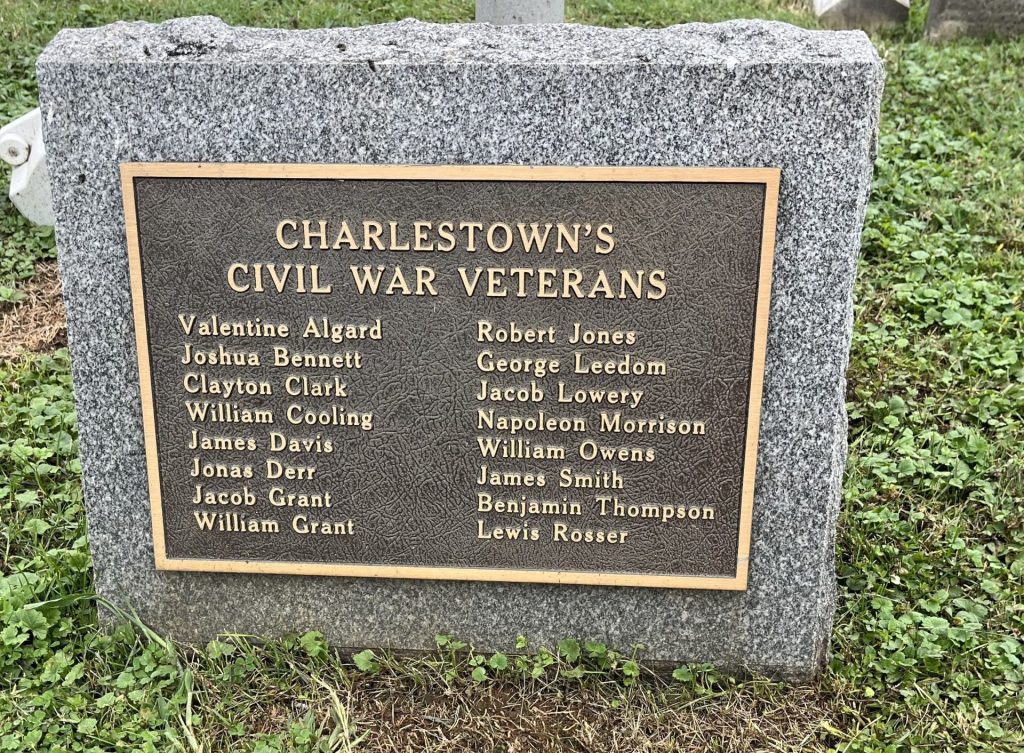 CHARLESTOWN'S
CIVIL WAR VETERANS
Valentine Algard
Joshua Bennett
Clayton Clark
William Cooling
James Davis
Jonas Derr
Jacob Grant
William Grant
Robert Jones
George Leedom
Jacob Lowery
Napoleon Morrison
William Owens
James Smith
Benjamin Thompson
Lewis Rosser